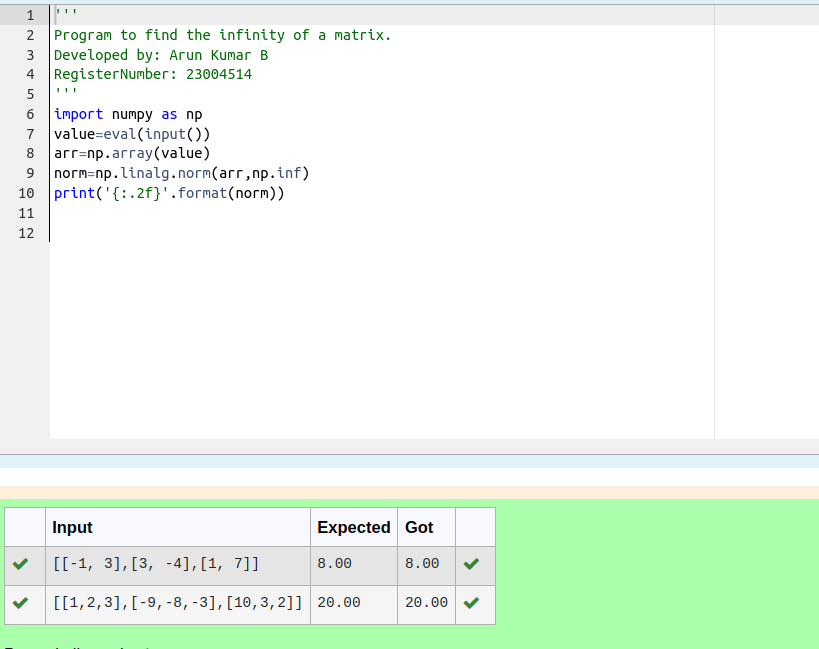 1 '''
2 Program to find the infinity of a matrix.
3 Developed by: Arun Kumar B
4 RegisterNumber: 23004514
5 '''
6 import numpy as np
7 value=eval(input())
8 arr=np.array(value)
9 norm=np.linalg.norm(arr,np.inf)
10 print('{:.2f}'.format(norm))
11
12
Input Expected Got
[[-1, 3],[3, -4],[1, 7]] 8.00 8.00
[[1,2,3],[-9,-8,-3],[10,3,2]] 20.00 20.00